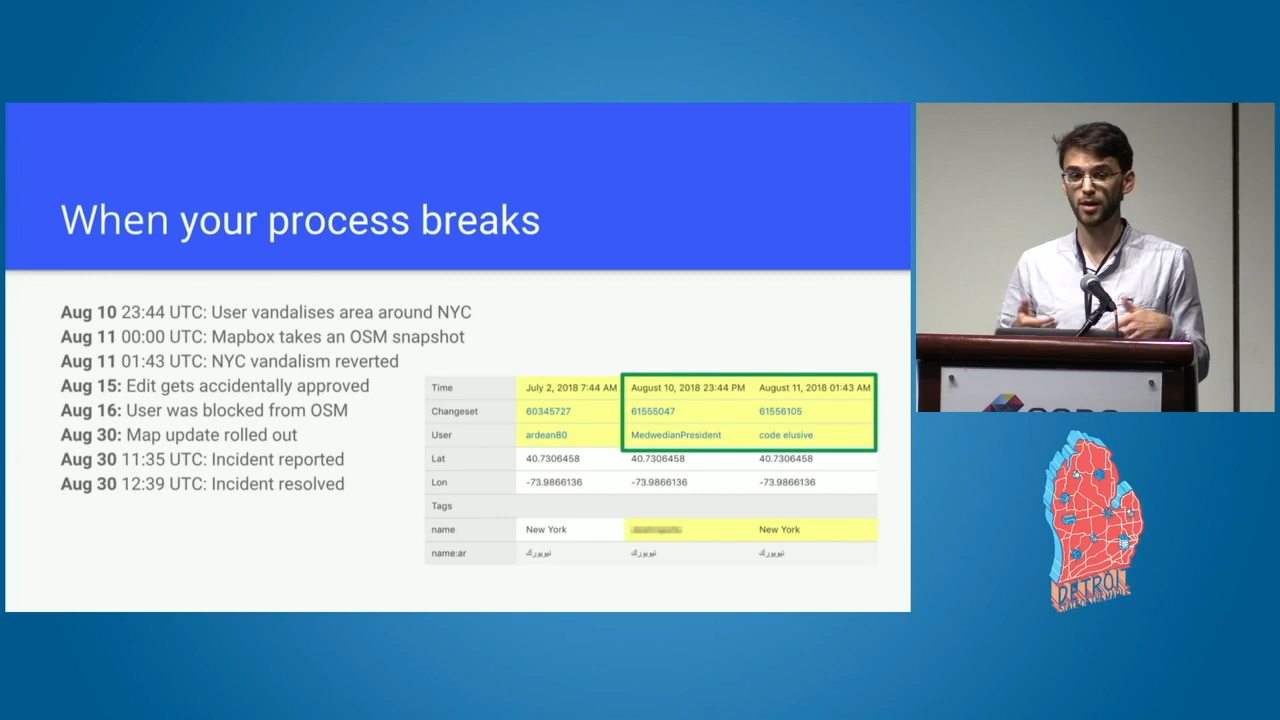 When your process breaks
Aug 10 23:44 UTC: User vandalises area around NYC
Aug 11 00:00 UTC: Mapbox takes an OSM snapshot
Aug 11 01:43 UTC: NYC vandalism reverted
Aug 15: Edit gets accidentally approved
Aug 16: User was blocked from OSM
Aug 30: Map update rolled out
Aug 30 11:35 UTC: Incident reported
Aug 30 12:39 UTC: Incident resolved
Time July 2, 2018 7:44 AM August 10, 2018 23:44 PM August 11, 2018 01:43 AM
Changeset 60345727 61555047 61556105
User ardean80 MedwedianPresident code elusive
Lat 40.7306458 40.7306458 40.7306458
Lon -73.9866136 -73.9866136 -73.9866136
Tags
name New York New York
name:ar نيويورك نيويورك نيويورك
DETROIT
STATE OF THE MAP US